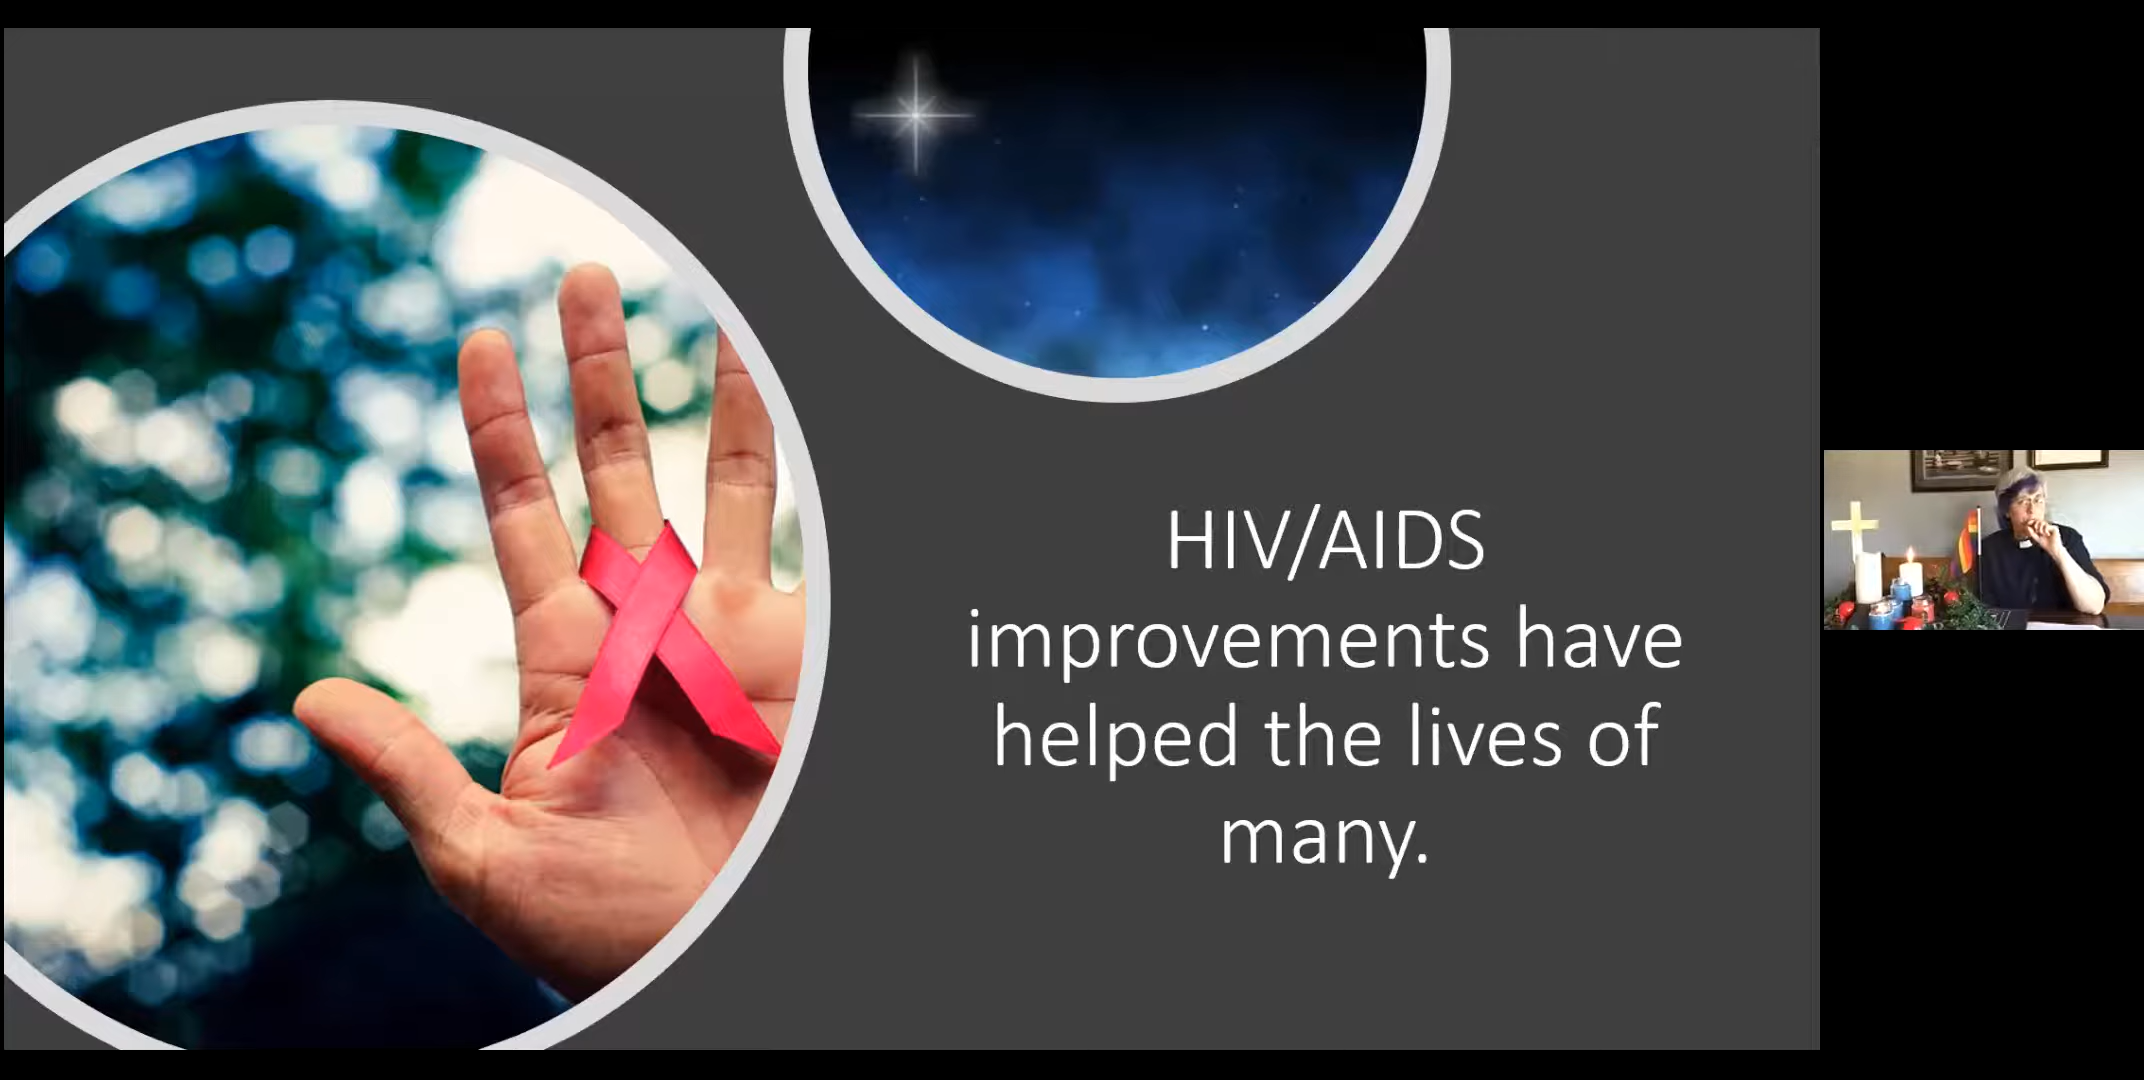 HIV/AIDS
improvements have
helped the lives of
many.